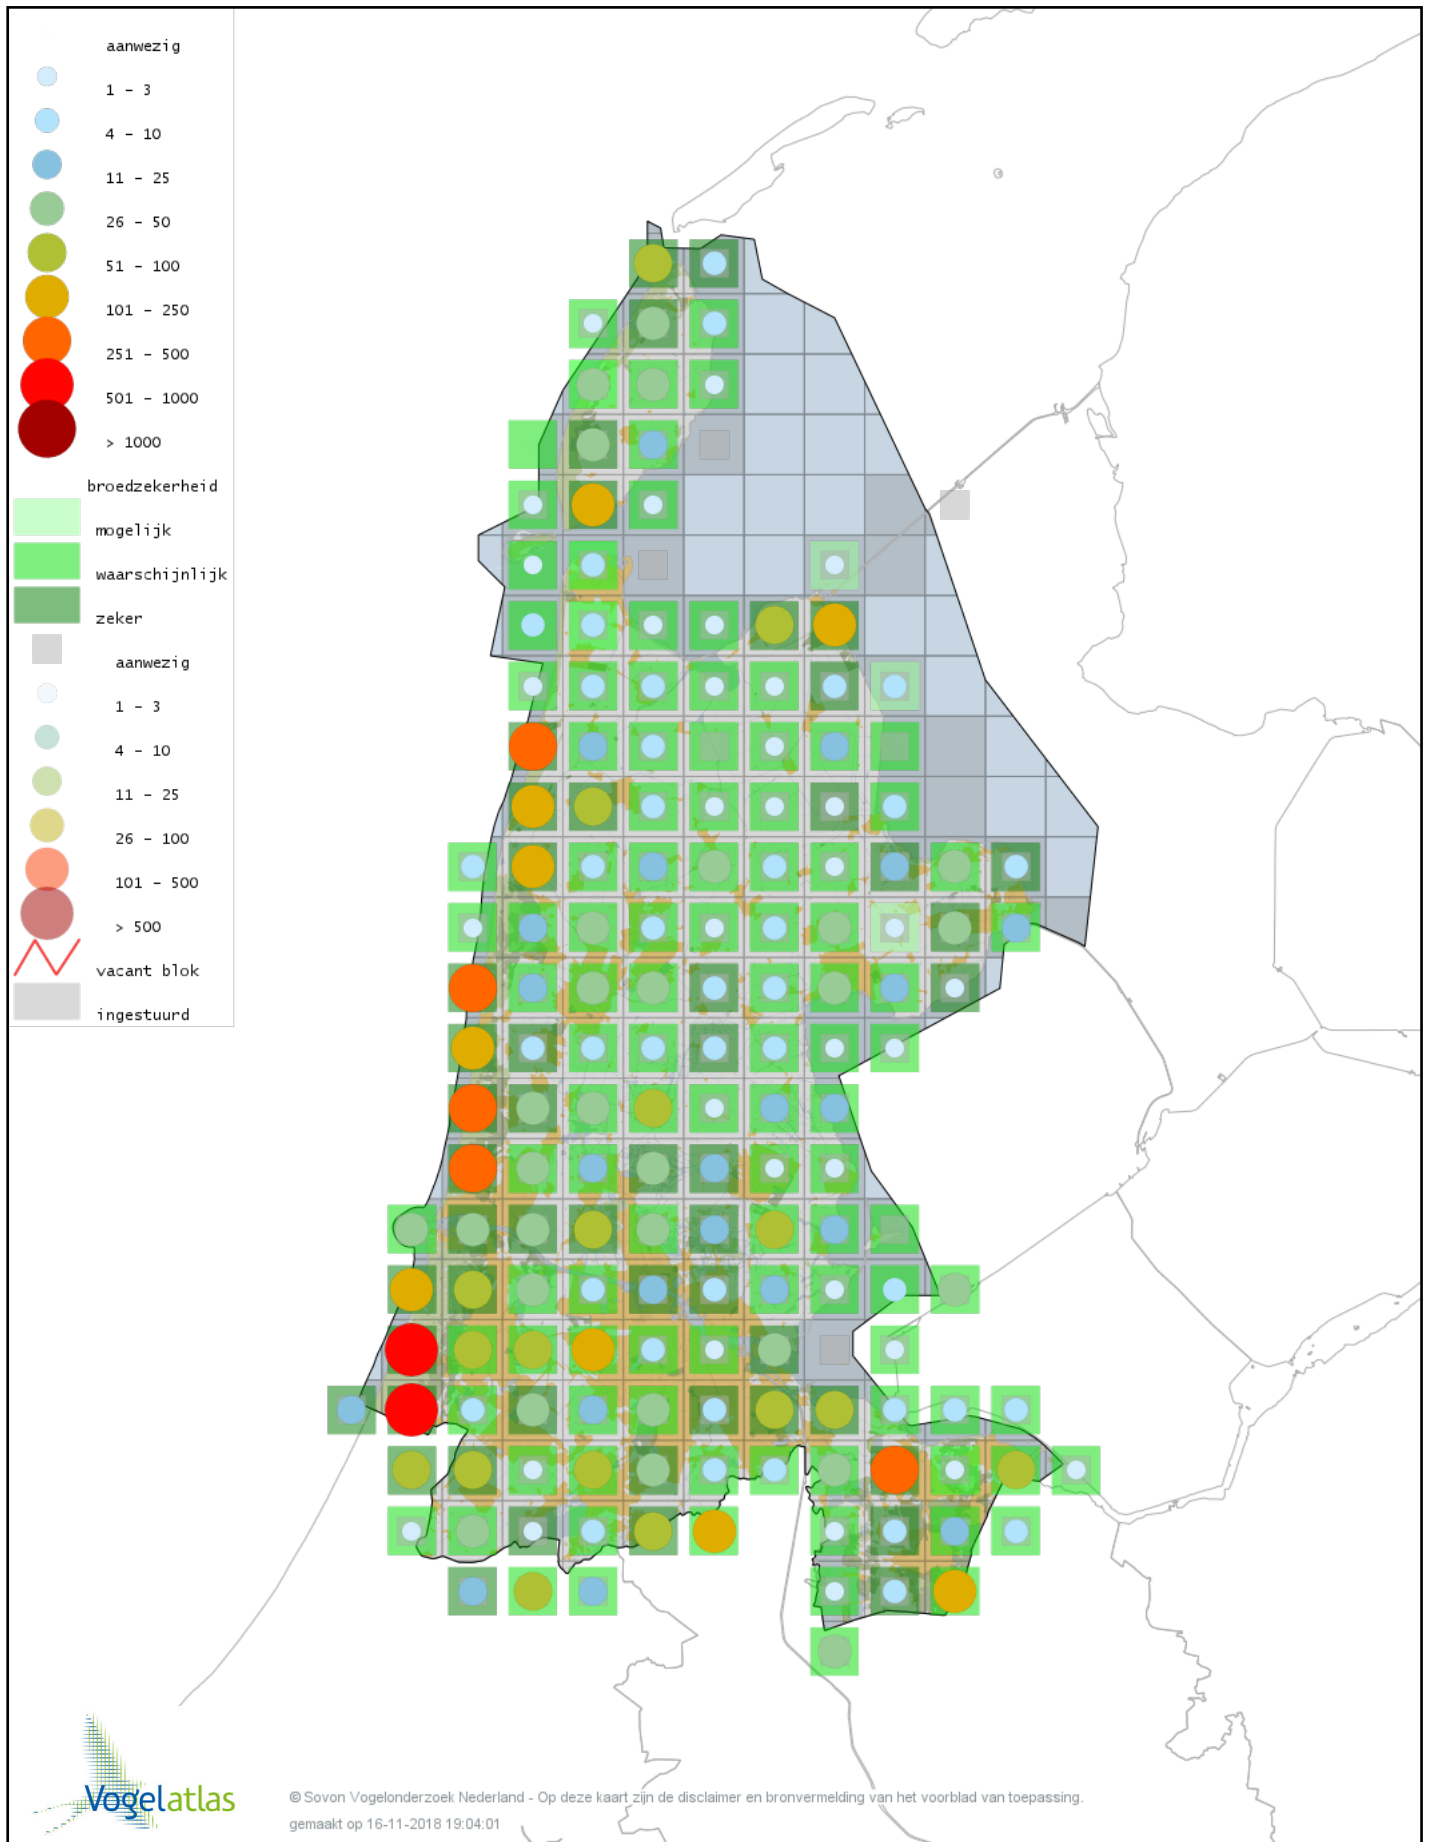 aanwezig
1 - 3
4 - 10
11 - 25
26 - 50
51 - 100
101 - 250
251 - 500
501 - 1000
> 1000
broedzekerheid
mogelijk
waarschijnlijk
zeker
aanwezig
1 - 3
4 - 10
11 - 25
26 - 100
101 - 500
> 500
vacant blok
ingestuurd
Vogelatlas
© Sovon Vogelonderzoek Nederland - Op deze kaart zijn de disclaimer en bronvermelding van het voorblad van toepassing.
gemaakt op 16-11-2018 19:04:01